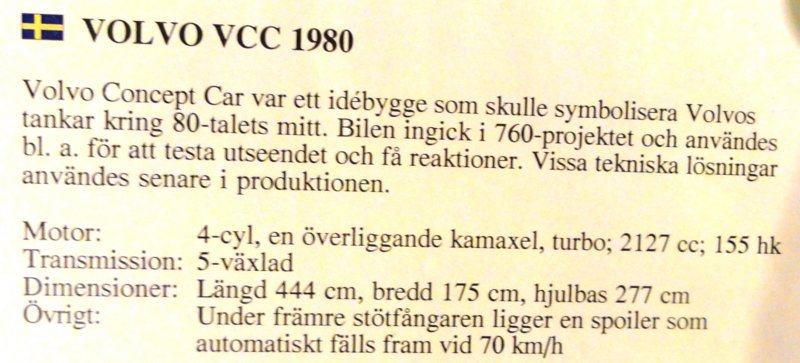 VOLVO VCC 1980
Volvo Concept Car var ett idébygge som skulle symbolisera Volvos
tankar kring 80-talets mitt. Bilen ingick i 760-projektet och användes
bl. a. för att testa utseendet och få reaktioner. Vissa tekniska lösningar
användes senare i produktionen.
Motor: 4-cyl, en överliggande kamaxel, turbo; 2127 cc; 155 hk
Transmission: 5-växlad
Dimensioner: Längd 444 cm, bredd 175 cm, hjulbas 277 cm
Övrigt: Under främre stötfångaren ligger en spoiler som
automatiskt fälls fram vid 70 km/h